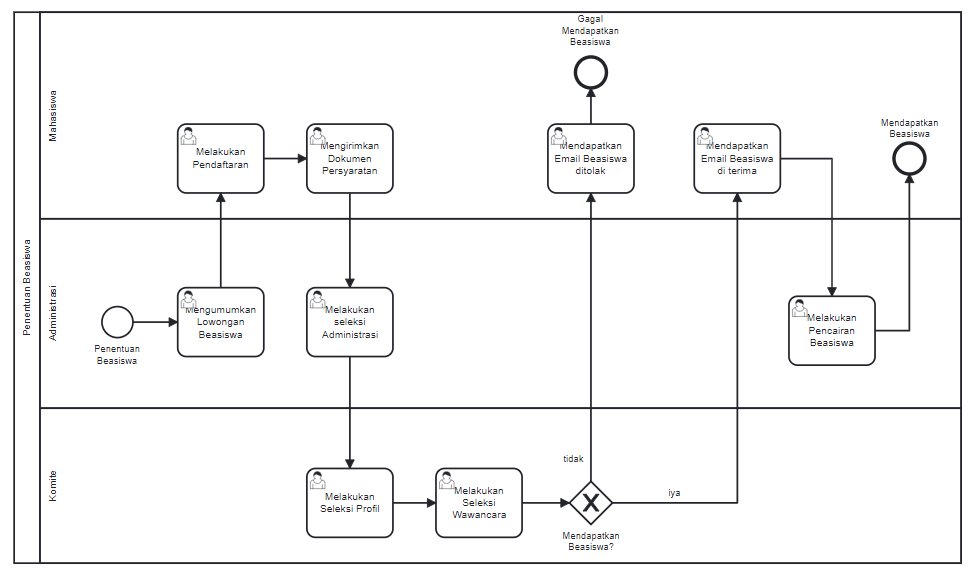 Penentuan Beasiswa
Mahasiswa
Gagal
Mendapatkan
Beasiswa
Melakukan
Pendaftaran
Mengirimkan
Dokumen
Persyaratan
Mendapatkan
Email Beasiswa
ditolak
Mendapatkan
Email Beasiswa
di terima
Mendapatkan
Beasiswa
Administrasi
Penentuan
Beasiswa
Mengumumkan
Lowongan
Beasiswa
Melakukan
seleksi
Administrasi
Melakukan
Pencairan
Beasiswa
Komite
Melakukan
Seleksi Profil
Melakukan
Seleksi
Wawancara
tidak
iya
X
Mendapatkan
Beasiswa?